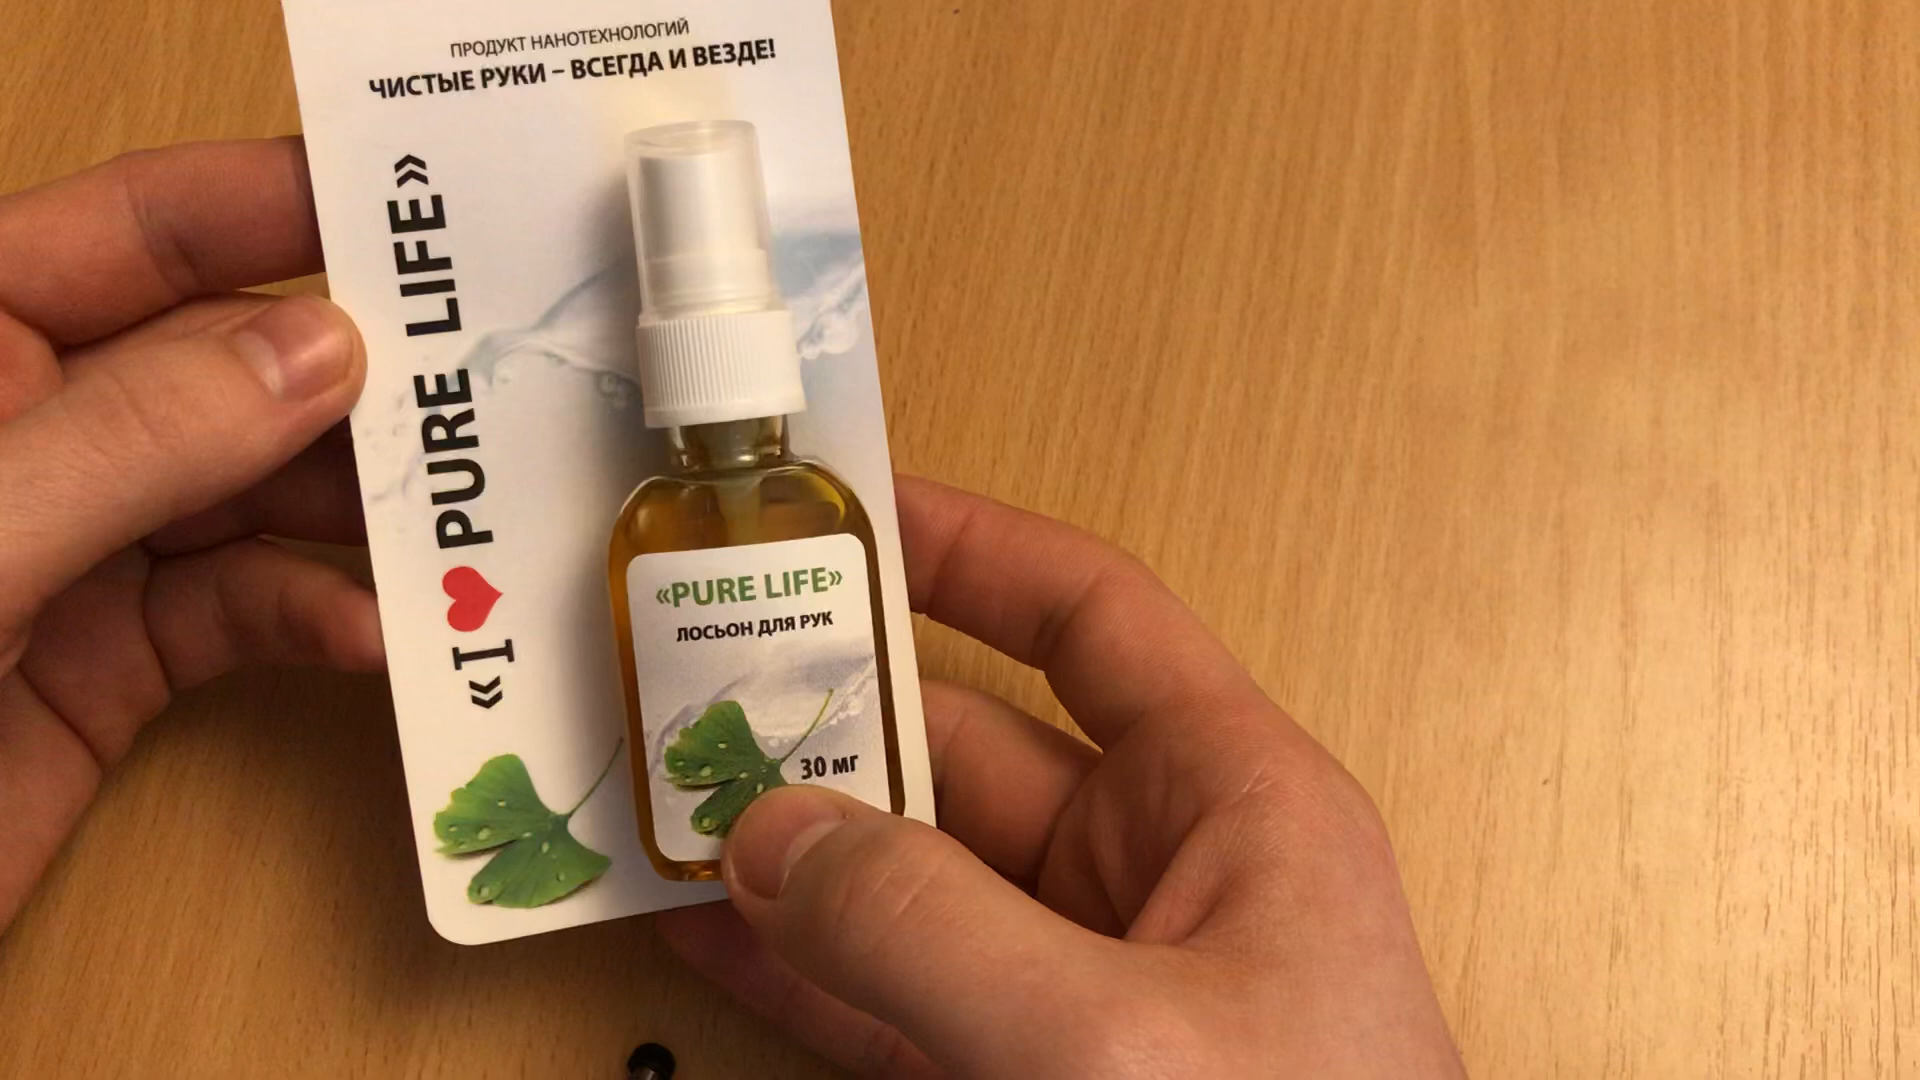 ПРОДУКТ НАНОТЕХНОЛОГИЙ
ЧИСТЫЕ РУКИ – ВСЕГДА И ВЕЗДЕ!
«I ❤ PURE LIFE»
«PURE LIFE»
ЛОСЬОН ДЛЯ РУК
30 мг